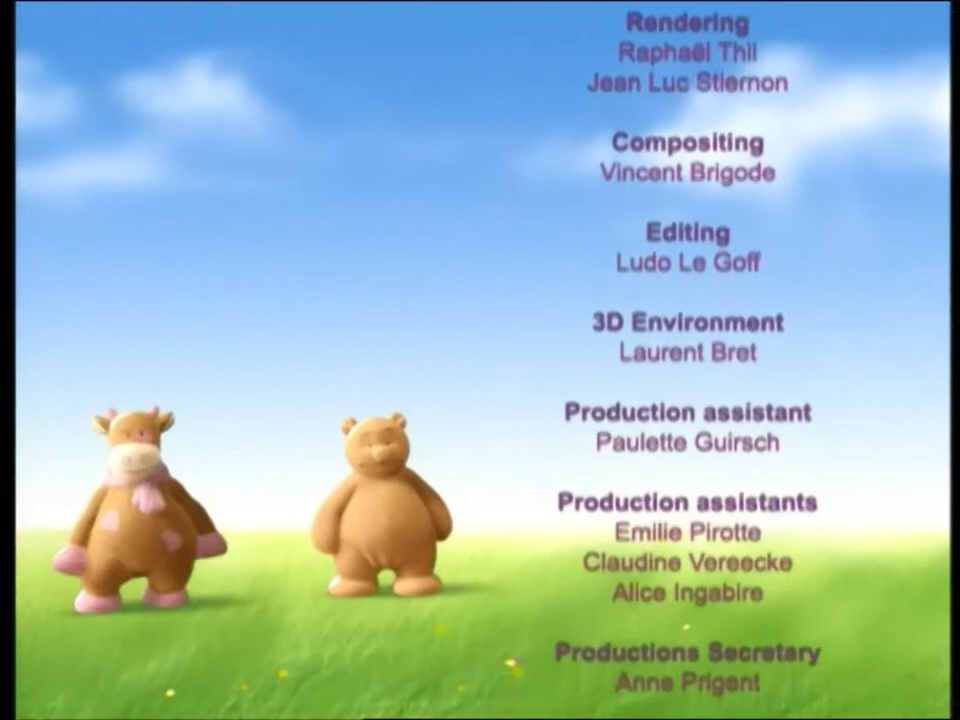 Rendering
Raphaël Thil
Jean Luc Stiernon
Compositing
Vincent Brigode
Editing
Ludo Le Goff
3D Environment
Laurent Bret
Production assistant
Paulette Guirsch
Production assistants
Emilie Pirotte
Claudine Vereecke
Alice Ingabire
Productions Secretary
Anne Prigent